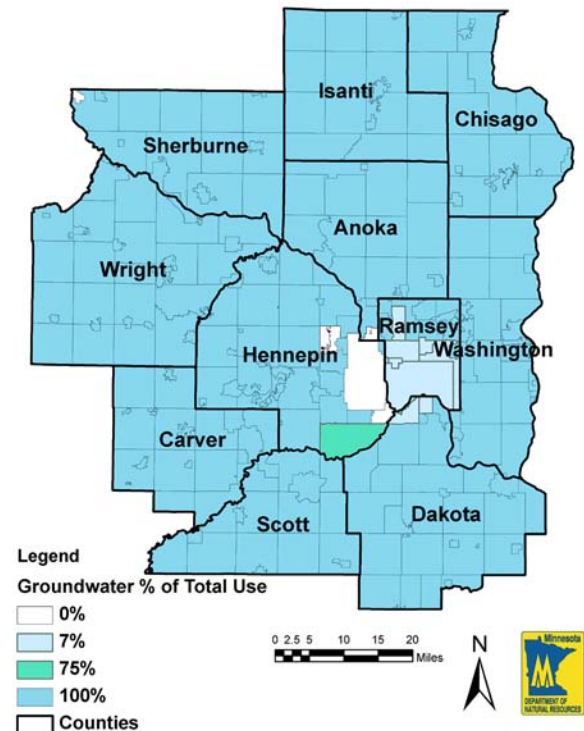 Isanti
Chisago
Sherburne
Anoka
Wright
Ramsey
Hennepin
Washington
Carver
Scott
Dakota
Legend
Groundwater % of Total Use
0%
7%
75%
100%
Counties
0 2.5 5 10 15 20
Miles
N
Minnesota
DEPARTMENT OF
NATURAL RESOURCES